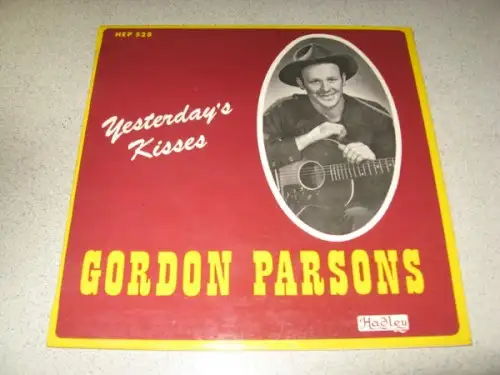 HEP 528
Yesterday's
Kisses
GORDON PARSONS
Hadley